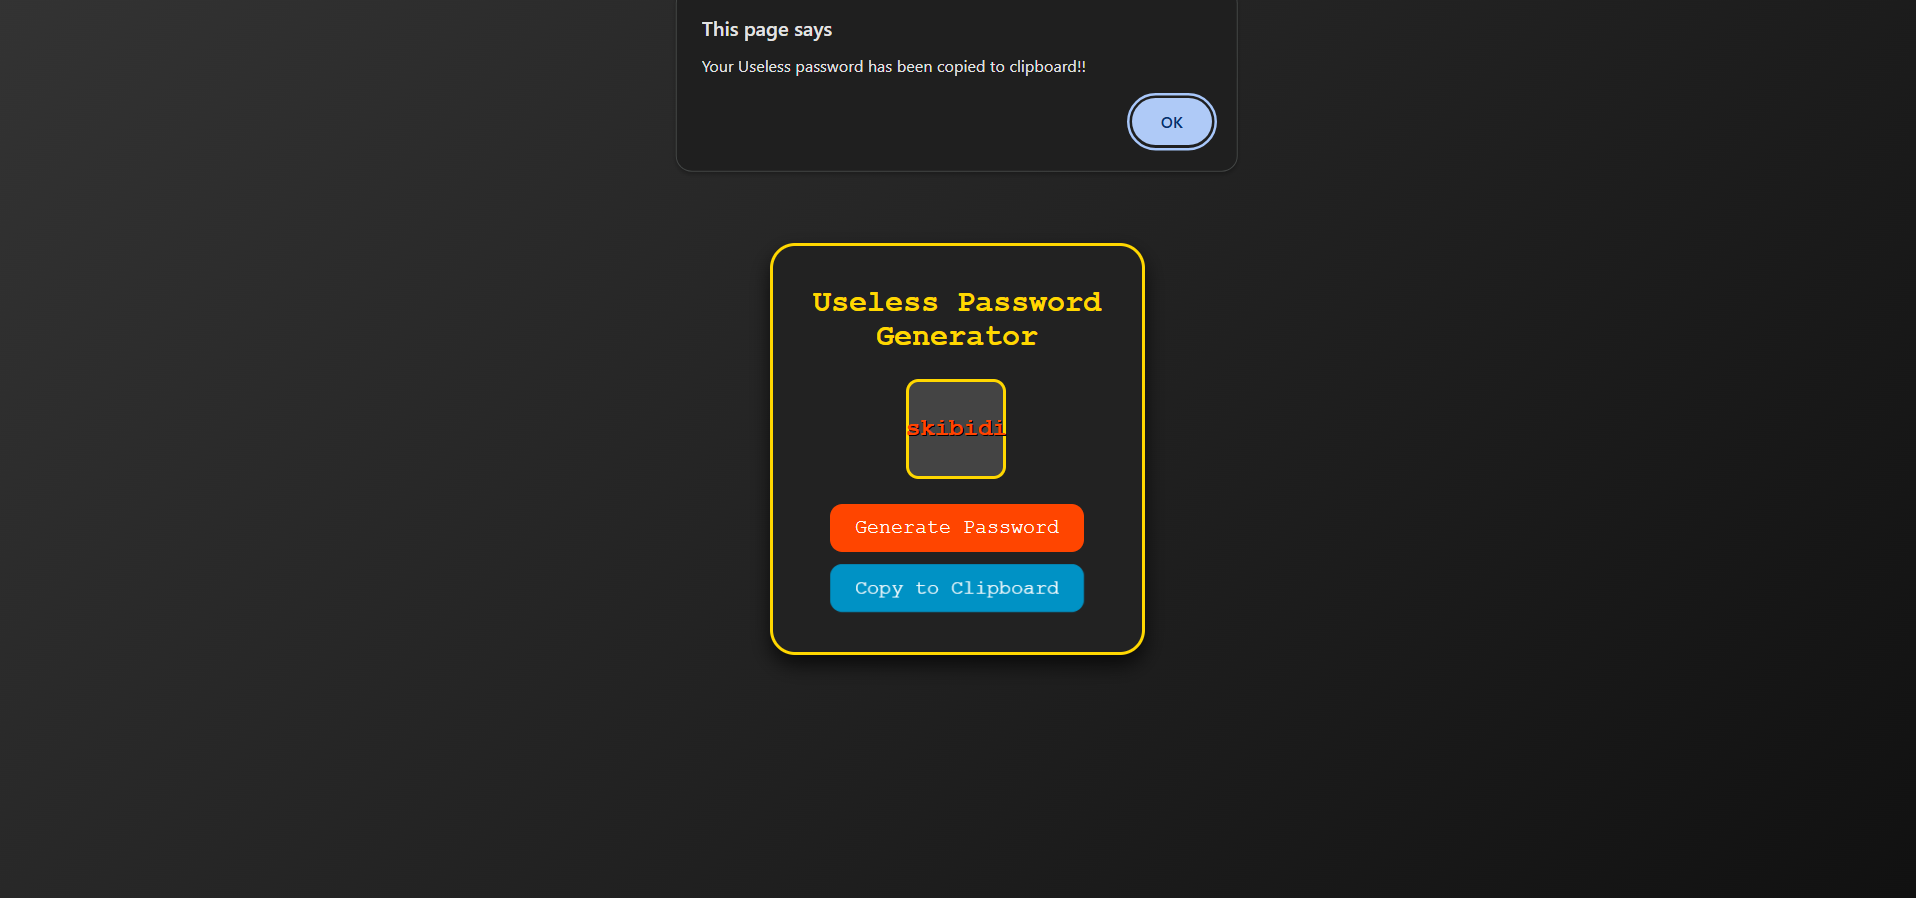 This page says
Your Useless password has been copied to clipboard!!
OK
Useless Password
Generator
skibidi
Generate Password
Copy to Clipboard